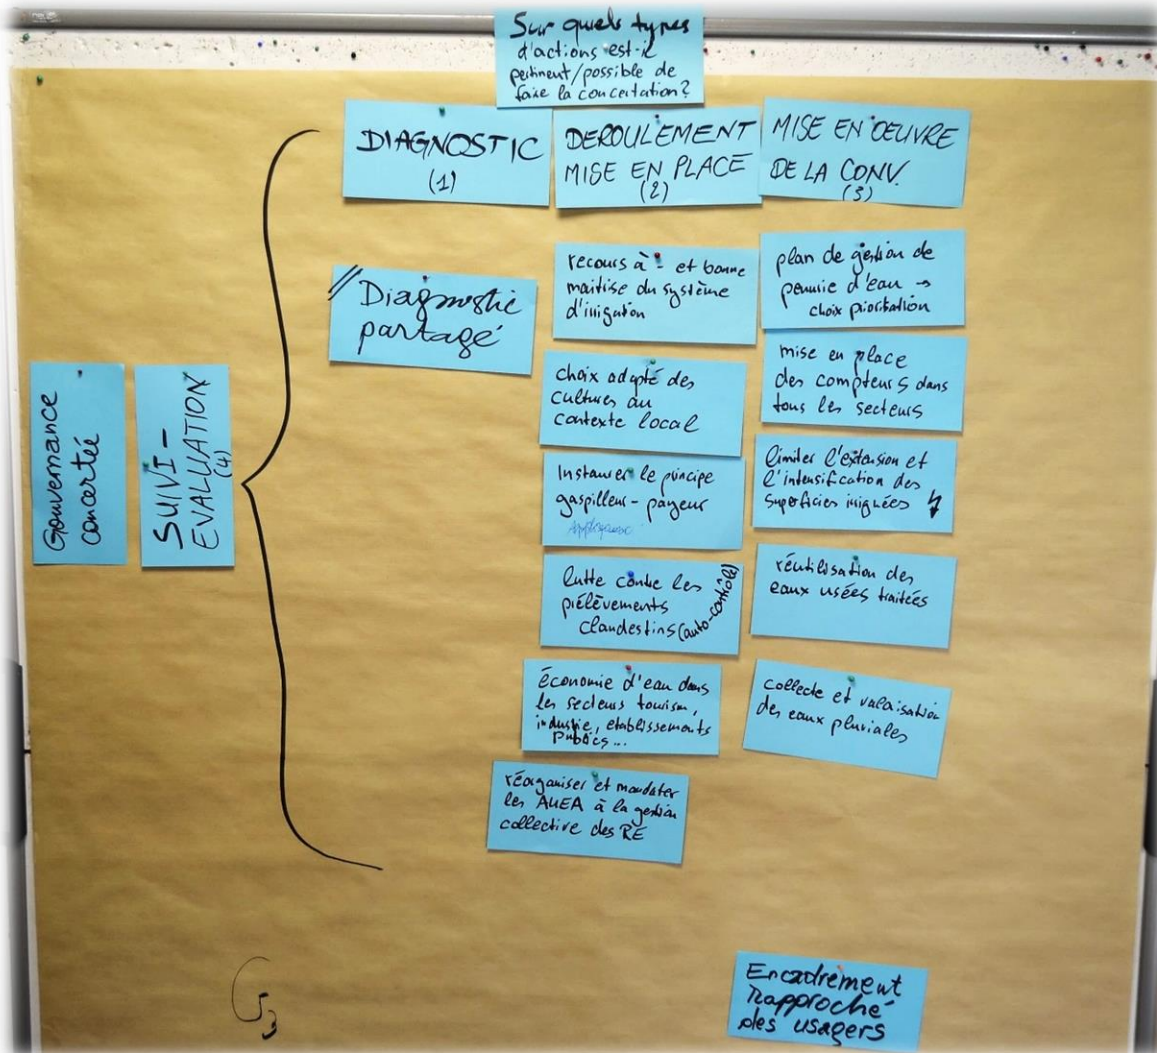 Sur quels types
d'actions est-il
pertinent/possible de
faire la concertation?
DIAGNOSTIC
(1)
DEROULEMENT
MISE EN PLACE
(2)
MISE EN ŒUVRE
DE LA CONV.
(3)
Gouvernance
concertée
SUIVI-
EVALUATION
(4)
// Diagnostic
partagé
recours à - et bonne
maitrise du système
d'irrigation
choix adapté des
cultures au
contexte local
Instaurer le principe
gaspilleur-payeur
Appliquer
lutte contre les
prélèvements
clandestins (auto-contrôle)
économie d'eau dans
les secteurs tourism,
industrie, etablissements
publics...
réorganiser et mandater
les AUEA à la gestion
collective des RE
plan de gestion de
penurie d'eau →
choix prioritation
mise en place
des compteurs dans
tous les secteurs
limiter l'extension et
l'intensification des
superficies irriguées
réutilisation des
eaux usées traitées
collecte et valorisation
des eaux pluviales
Encadrement
rapproché
des usagers
G3